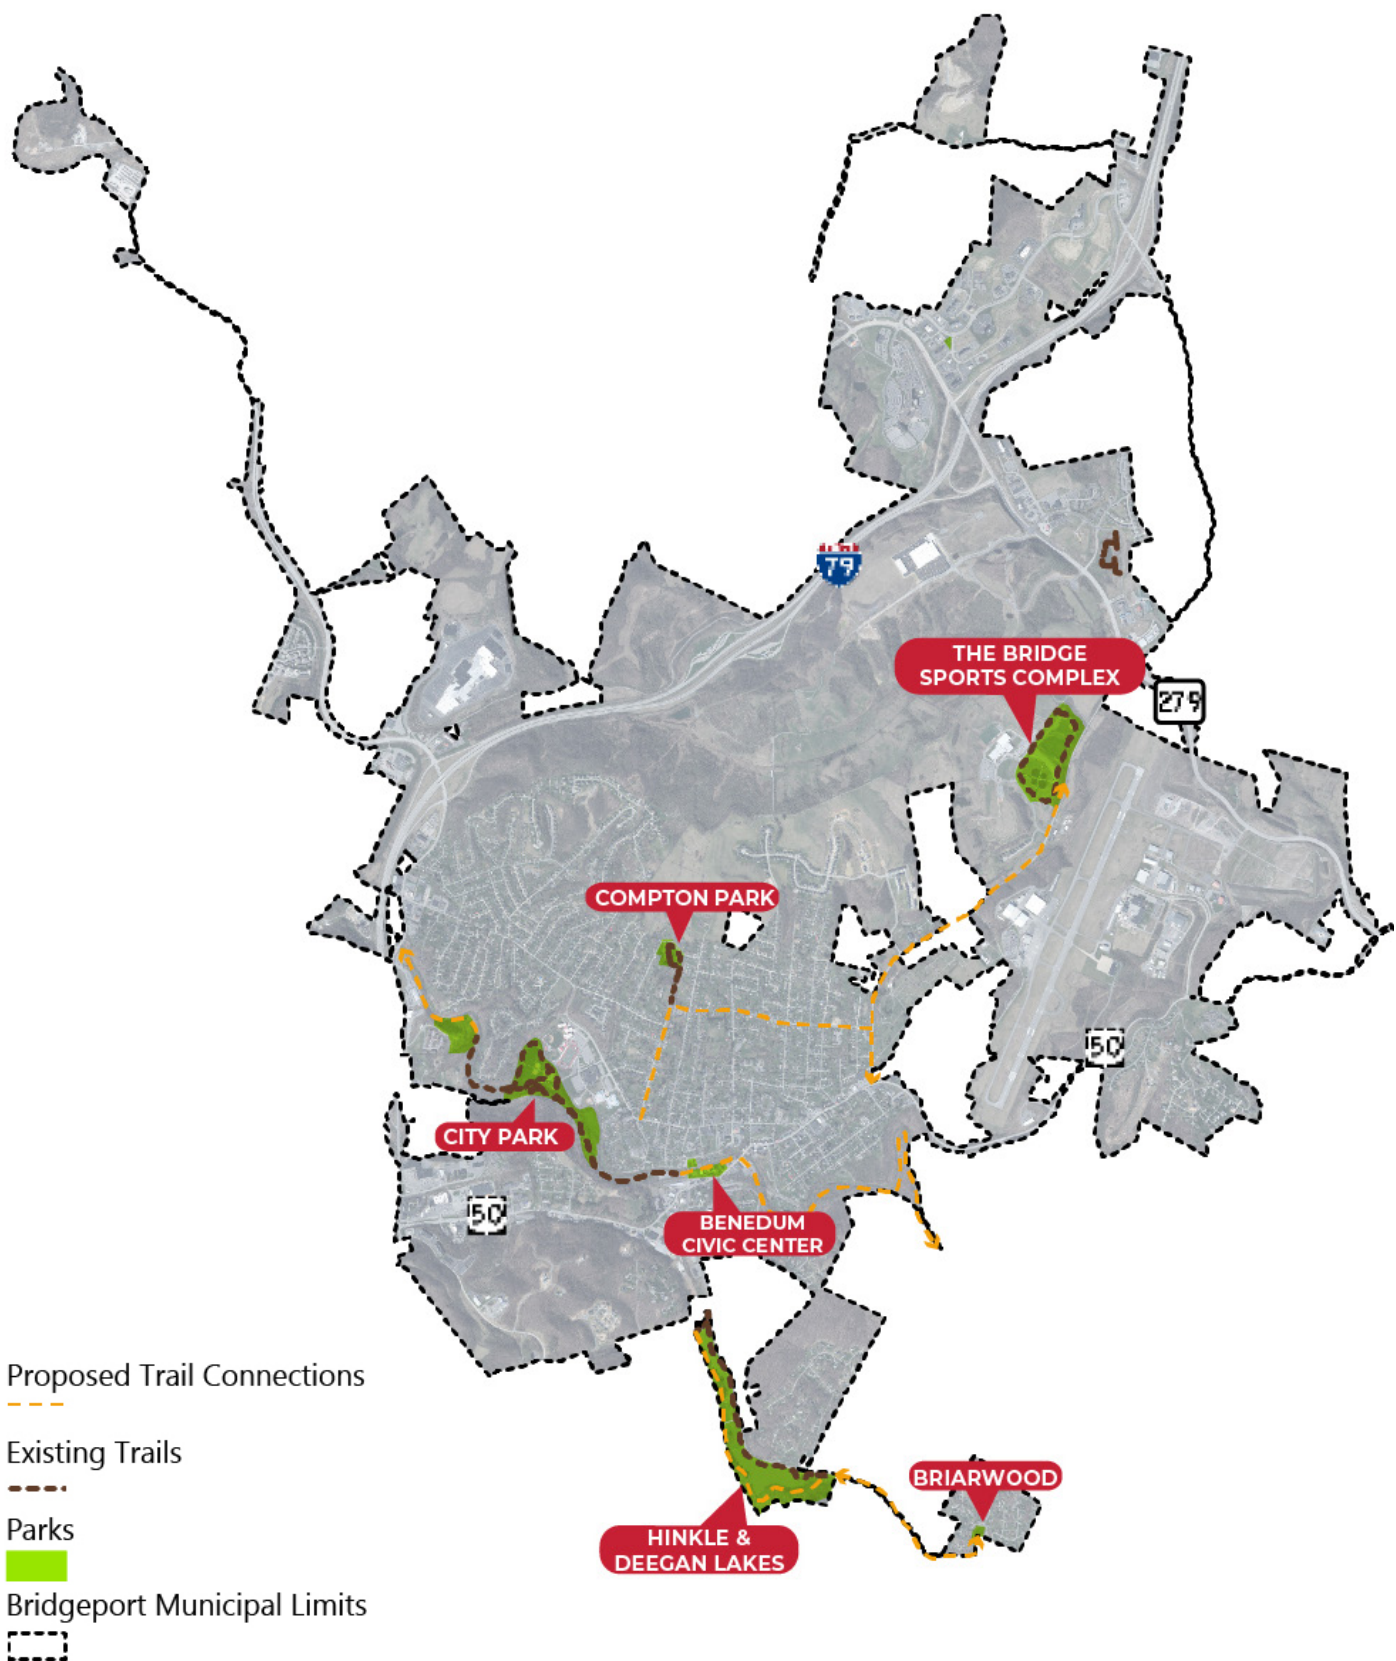 79
THE BRIDGE
SPORTS COMPLEX
279
COMPTON PARK
50
CITY PARK
50
BENEDUM
CIVIC CENTER
Proposed Trail Connections
Existing Trails
BRIARWOOD
Parks
HINKLE &
DEEGAN LAKES
Bridgeport Municipal Limits